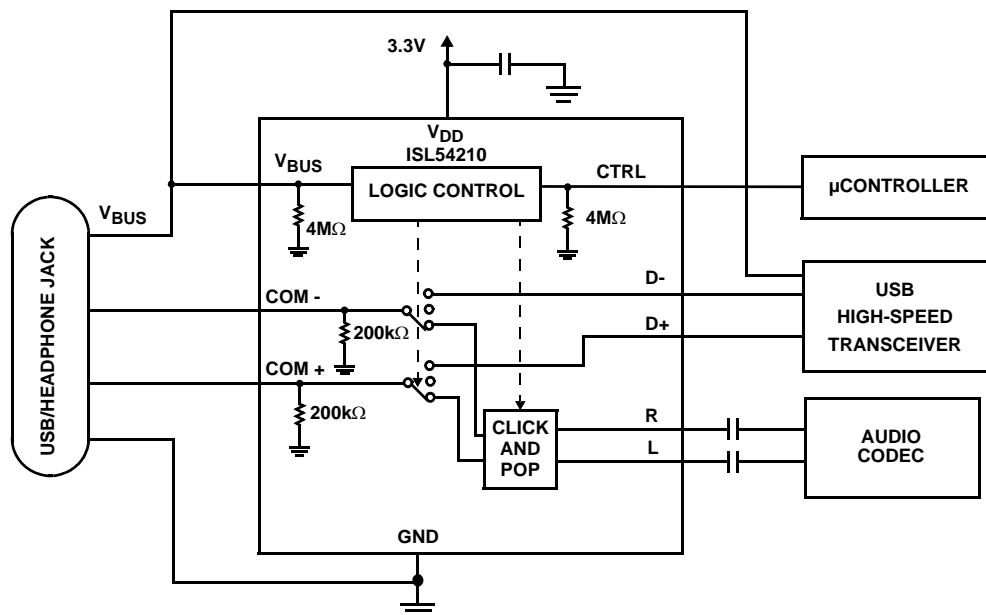 3.3V
VDD
ISL54210
VBUS
LOGIC CONTROL
CTRL
µCONTROLLER
VBUS
4MΩ
4MΩ
USB/HEADPHONE JACK
COM -
200kΩ
D-
USB
HIGH-SPEED
TRANSCEIVER
D+
COM +
200kΩ
CLICK
AND
POP
R
L
AUDIO
CODEC
GND